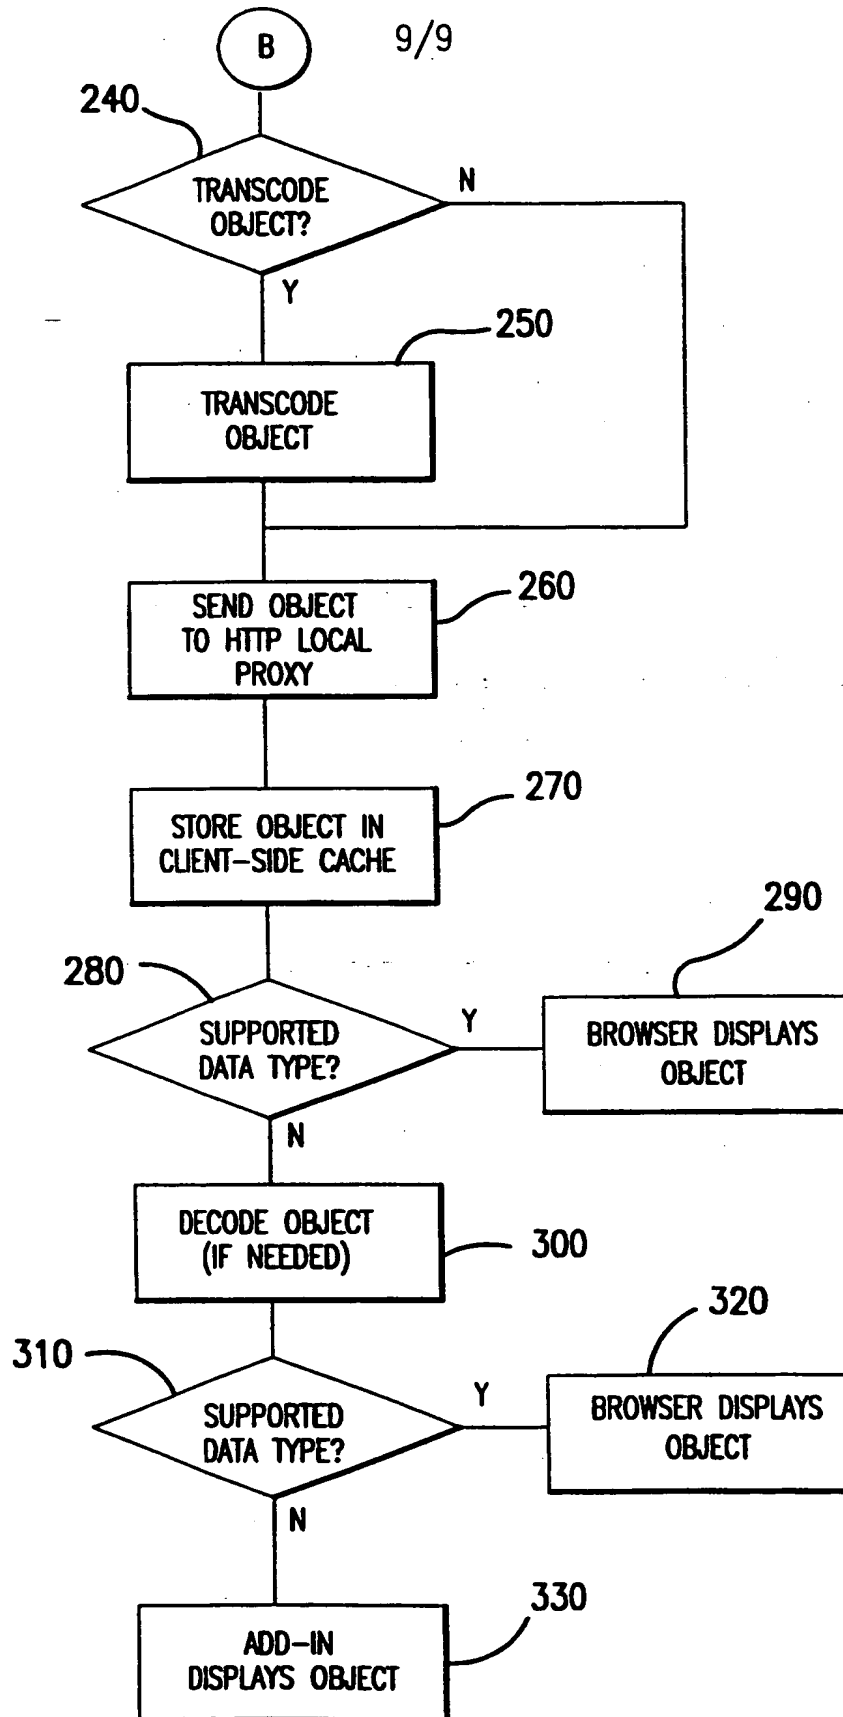 B
9/9
240
TRANSCODE
OBJECT?
N
Y
250
TRANSCODE
OBJECT
260
SEND OBJECT
TO HTTP LOCAL
PROXY
270
STORE OBJECT IN
CLIENT-SIDE CACHE
290
280
SUPPORTED
DATA TYPE?
Y
BROWSER DISPLAYS
OBJECT
N
DECODE OBJECT
(IF NEEDED)
300
320
310
SUPPORTED
DATA TYPE?
Y
BROWSER DISPLAYS
OBJECT
N
330
ADD-IN
DISPLAYS OBJECT